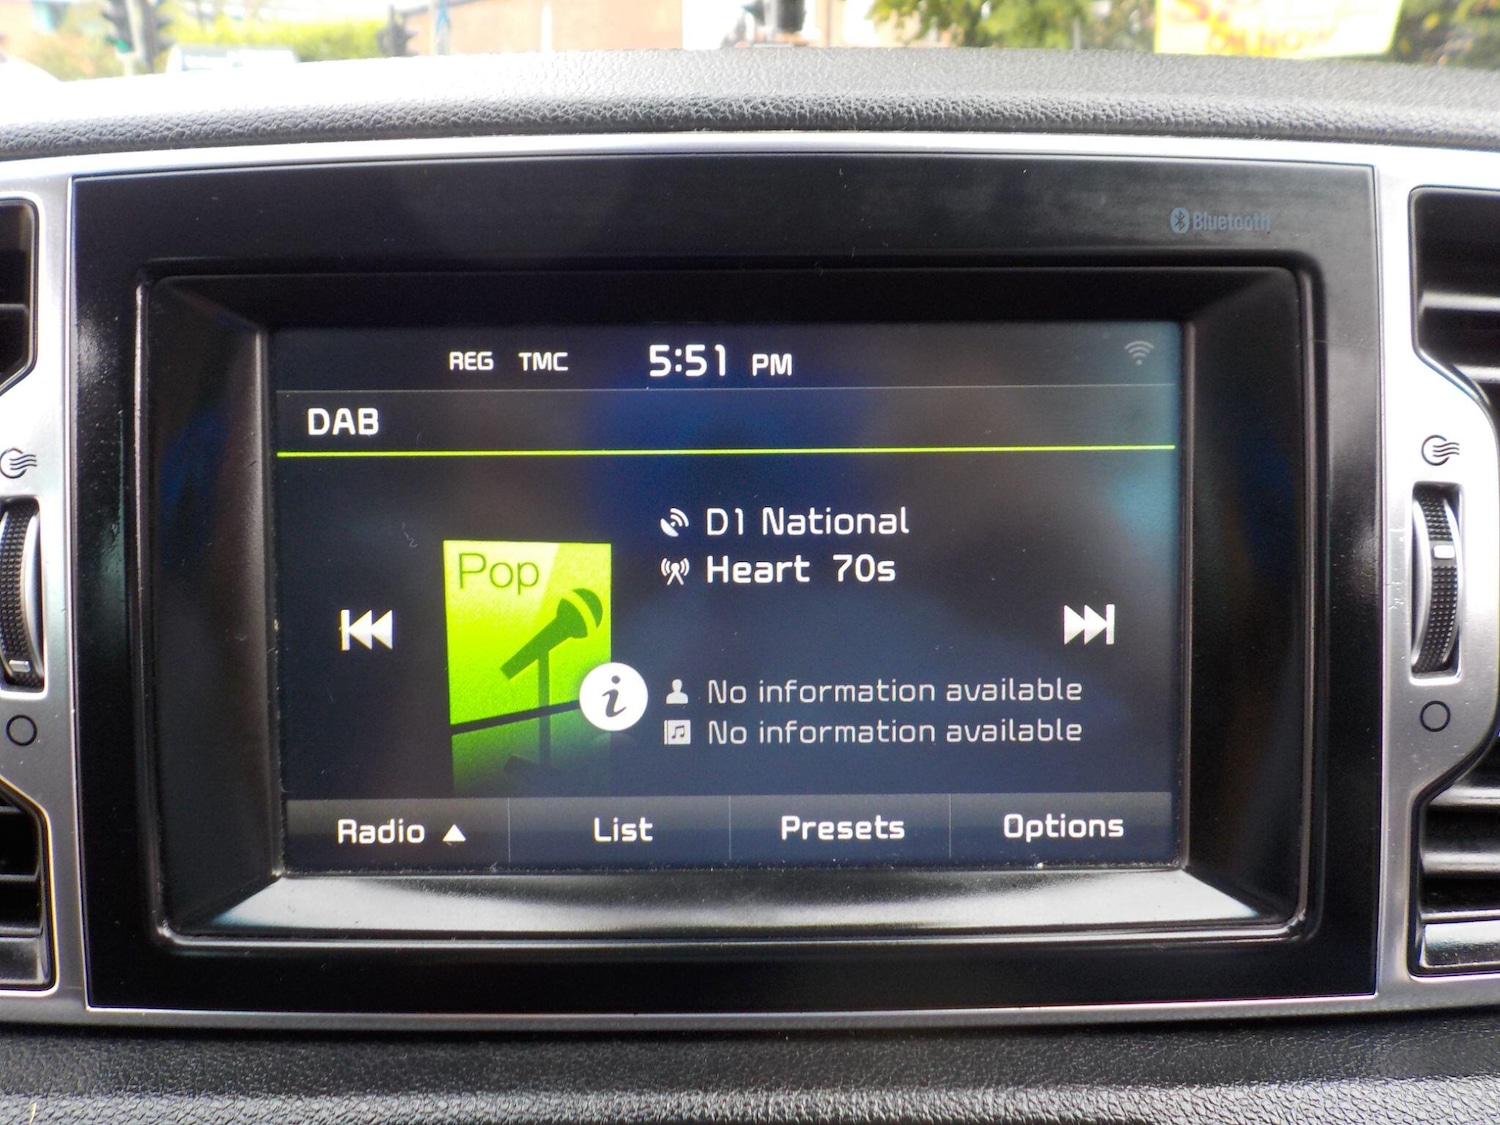 Bluetooth
REG TMC 5:51 PM
DAB
D1 National
Heart 70s
Pop
No information available
No information available
Radio List Presets Options